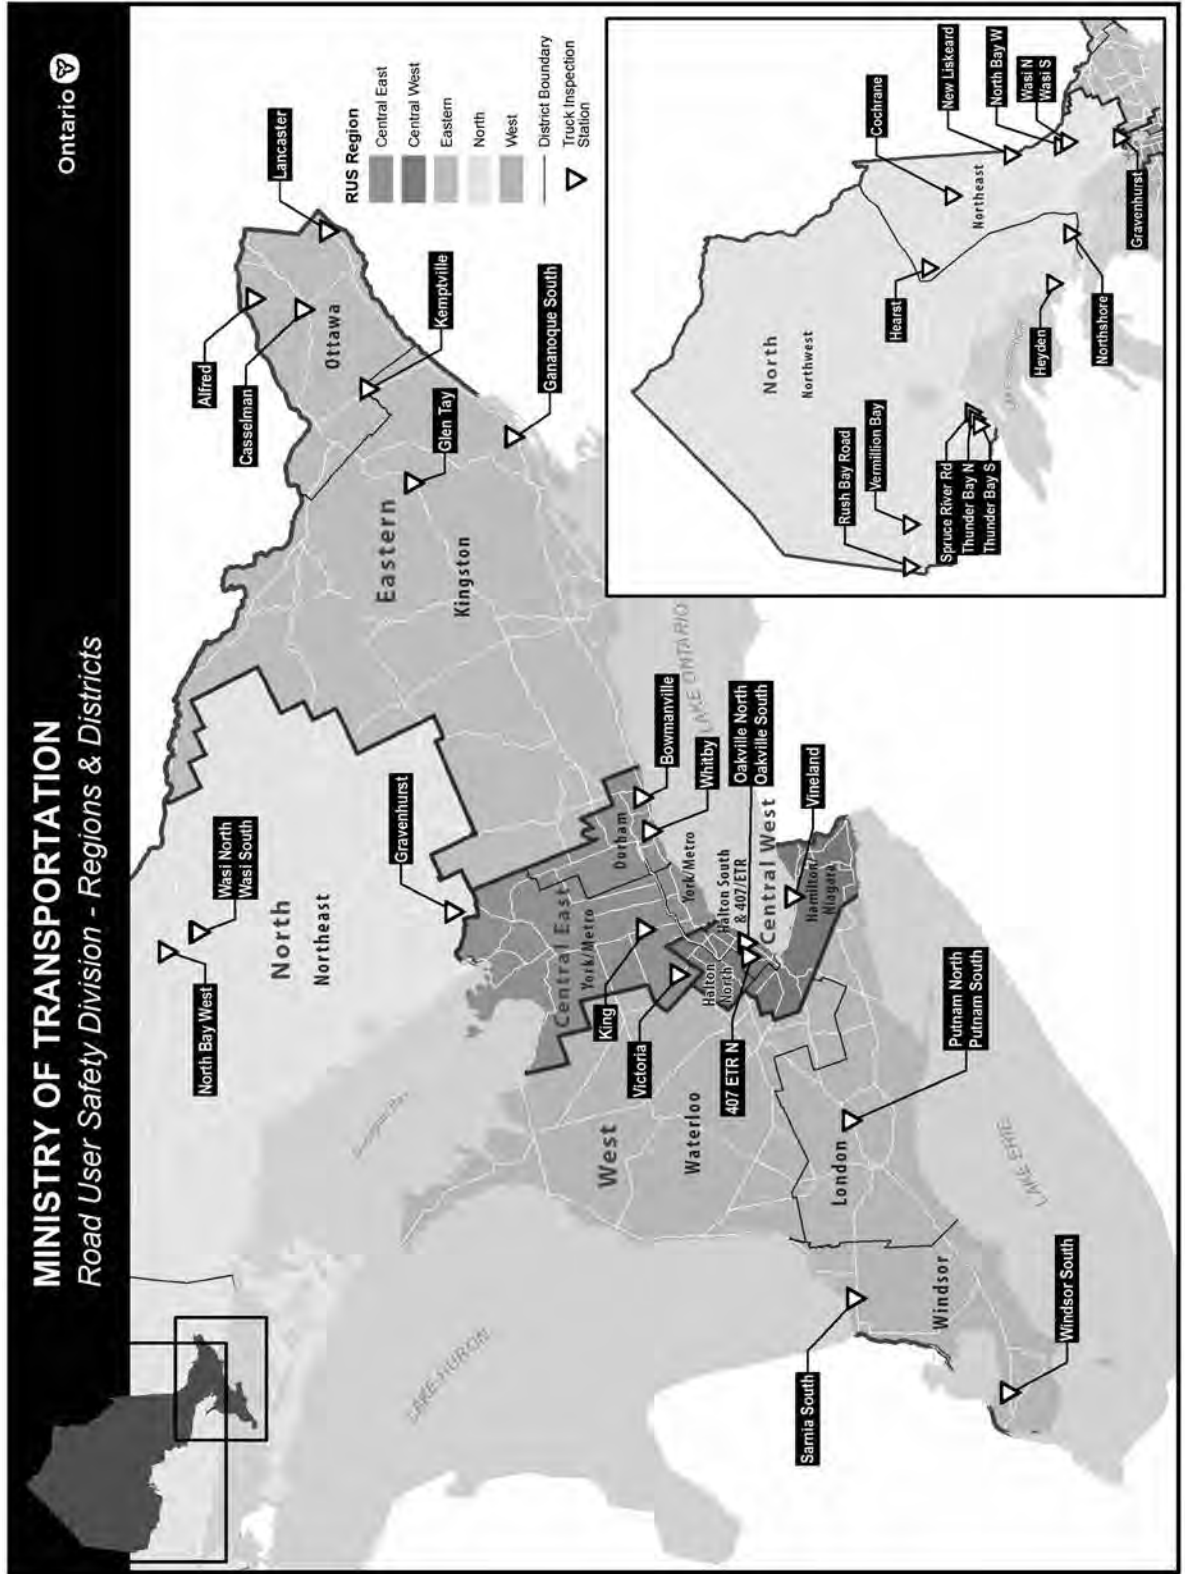 MINISTRY OF TRANSPORTATION
Road User Safety Division - Regions & Districts
Ontario
RUS Region
Central East
Central West
Eastern
North
West
District Boundary
Truck Inspection
Station
North Bay West
Wasi North
Wasi South
North
Northeast
Gravenhurst
Alfred
Casselman
Lancaster
Ottawa
Kemptville
Glen Tay
Gananoque South
Eastern
Kingston
Central East
York/Metro
Durham
Bowmanville
Whitby
York/Metro
King
Victoria
Halton
North
Halton South
& 407/ETR
407 ETR N
Oakville North
Oakville South
Central West
Vineland
Hamilton/
Niagara
West
Waterloo
London
Putnam North
Putnam South
Windsor
Sarnia South
Windsor South
LAKE HURON
LAKE ONTARIO
LAKE ERIE
North
Northwest
Rush Bay Road
Vermillion Bay
Spruce River Rd
Thunder Bay N
Thunder Bay S
Hearst
Heyden
Northshore
Cochrane
Northeast
New Liskeard
North Bay W
Wasi N
Wasi S
Gravenhurst